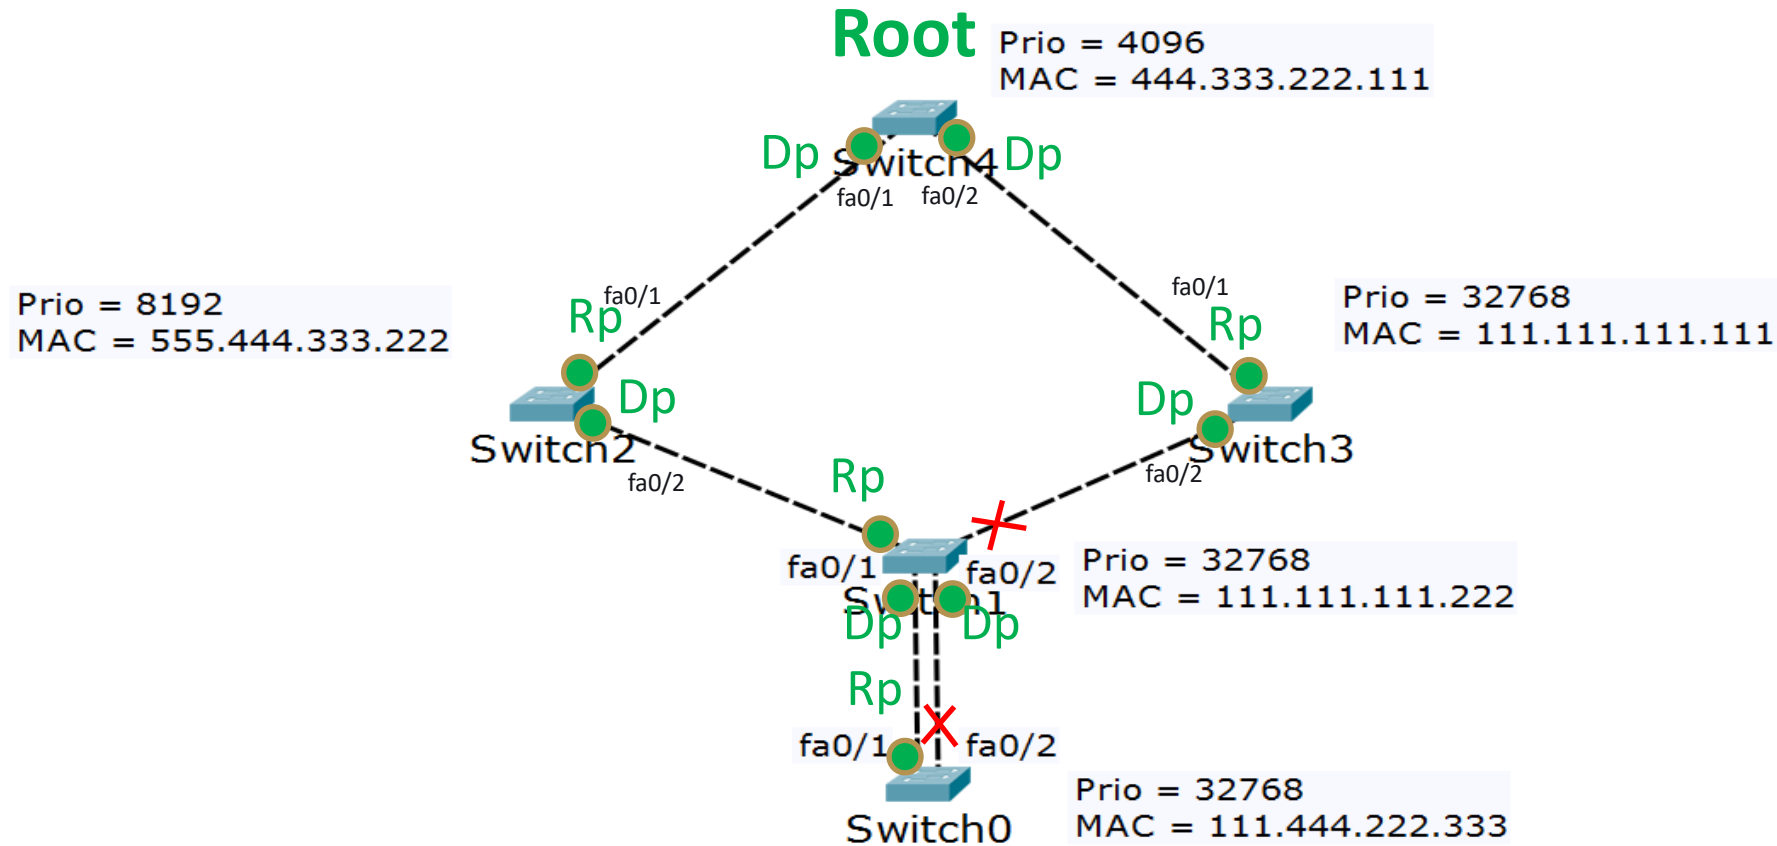 Root
Prio = 4096
MAC = 444.333.222.111
Dp
Switch4
Dp
fa0/1
fa0/2
Prio = 8192
MAC = 555.444.333.222
fa0/1
Rp
fa0/1
Rp
Prio = 32768
MAC = 111.111.111.111
Dp
Switch2
fa0/2
Dp
Switch3
fa0/2
Rp
fa0/1
fa0/2
Switch1
Prio = 32768
MAC = 111.111.111.222
Dp
Dp
Rp
fa0/1
fa0/2
Switch0
Prio = 32768
MAC = 111.444.222.333